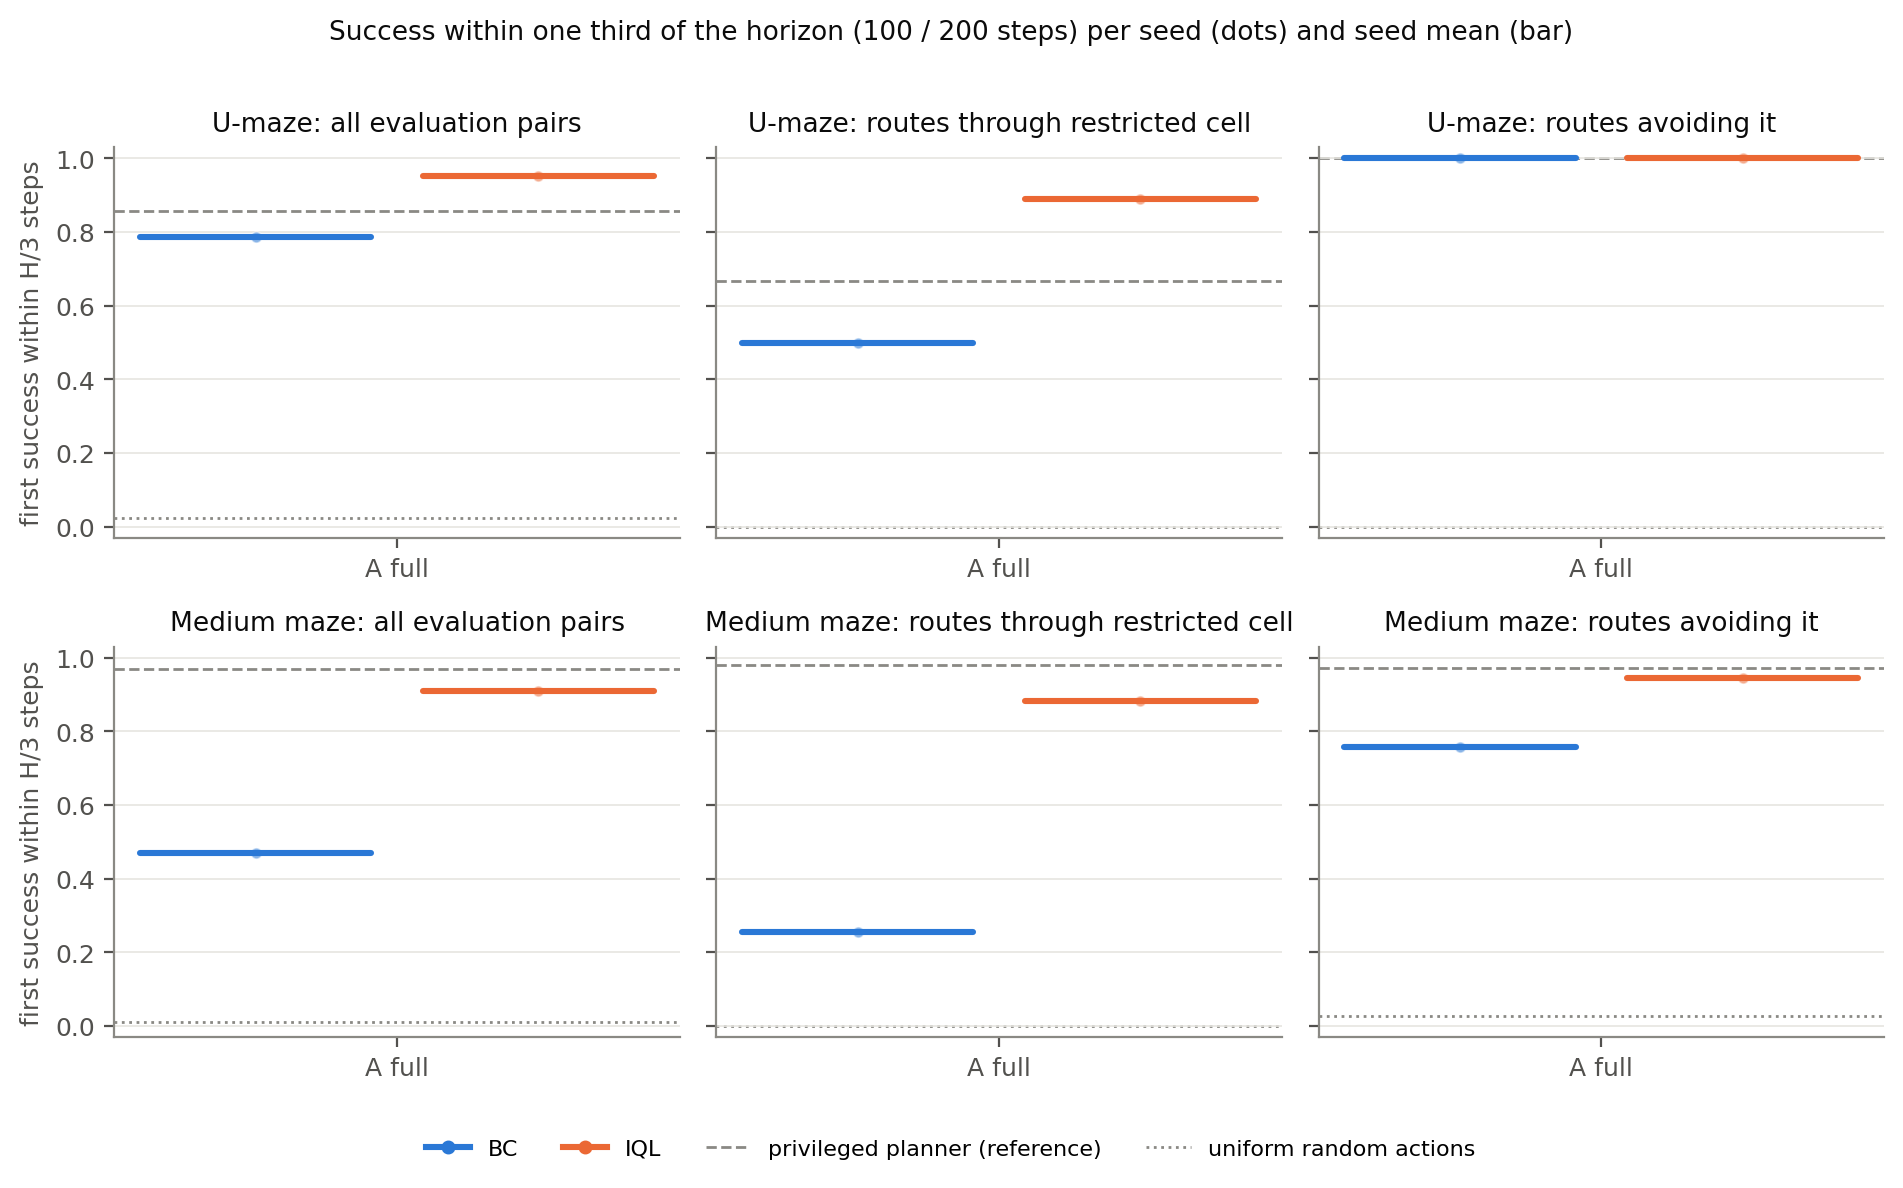 Success within one third of the horizon (100 / 200 steps) per seed (dots) and seed mean (bar)
U-maze: all evaluation pairs
U-maze: routes through restricted cell
U-maze: routes avoiding it
first success within H/3 steps
1.0
0.8
0.6
0.4
0.2
0.0
A full
A full
A full
Medium maze: all evaluation pairs
Medium maze: routes through restricted cell
Medium maze: routes avoiding it
first success within H/3 steps
1.0
0.8
0.6
0.4
0.2
0.0
A full
A full
A full
BC
IQL
privileged planner (reference)
uniform random actions